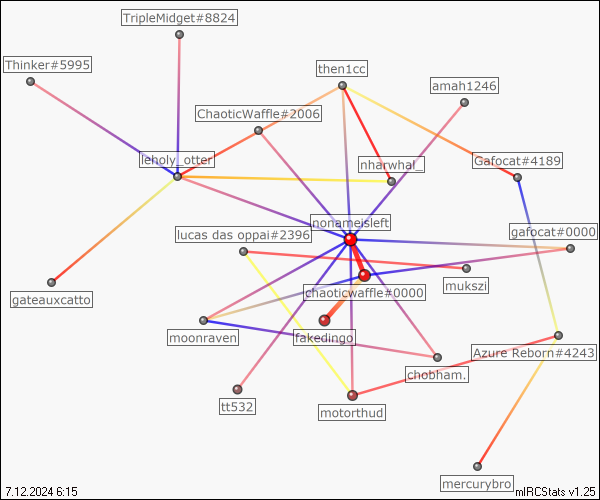 TripleMidget#8824
Thinker#5995
then1cc
amah1246
ChaoticWaffle#2006
leholy_otter
nharwhal_
Gafocat#4189
nonameisleft
lucas das oppai#2396
gafocat#0000
mukszi
gateauxcatto
chaoticwaffle#0000
moonraven
fakedingo
Azure Reborn#4243
chobham.
tt532
motorthud
mercurybro
7.12.2024 6:15
mIRCStats v1.25